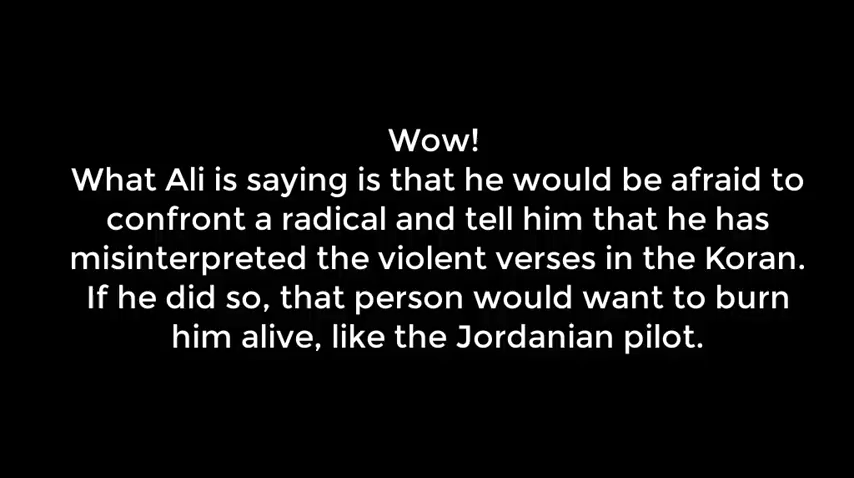 Wow!
What Ali is saying is that he would be afraid to
confront a radical and tell him that he has
misinterpreted the violent verses in the Koran.
If he did so, that person would want to burn
him alive, like the Jordanian pilot.